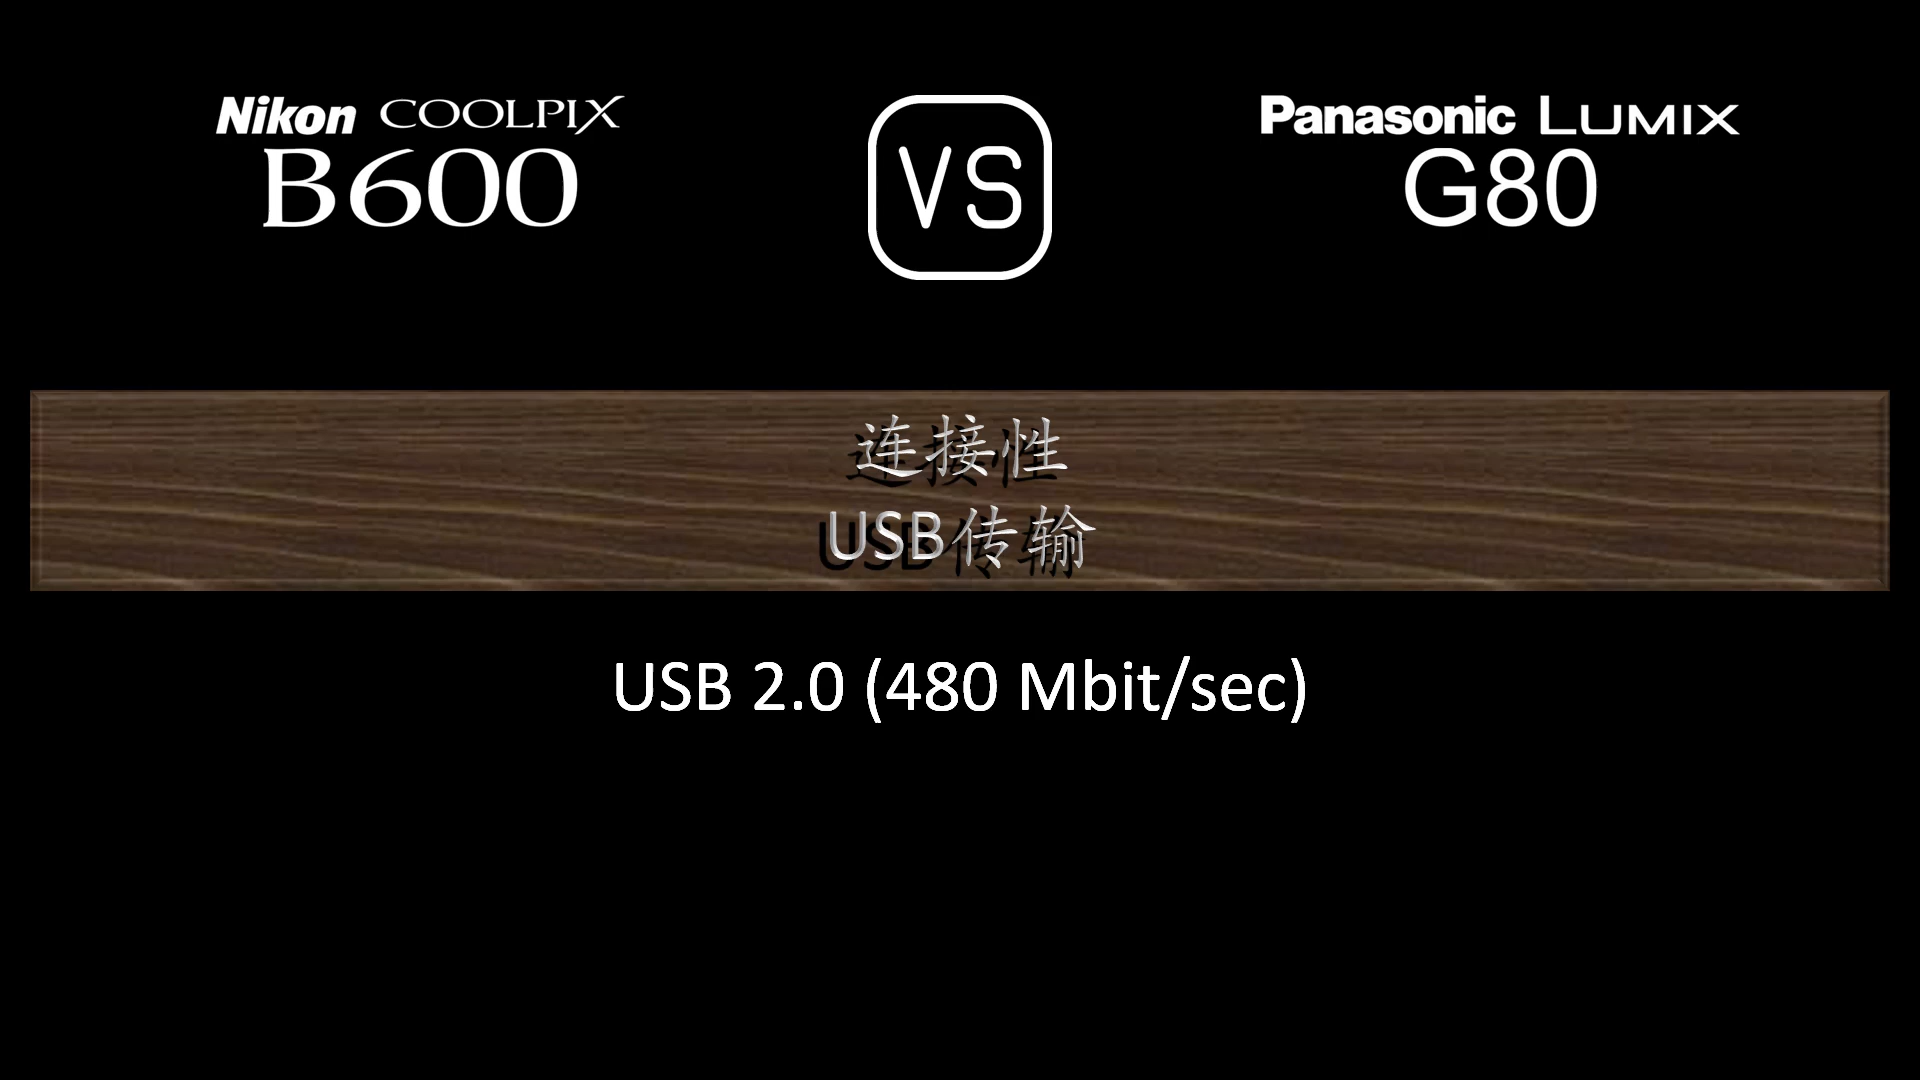 Nikon COOLPIX
B600
VS
Panasonic LUMIX
G80
连接性
USB传输
USB 2.0 (480 Mbit/sec)